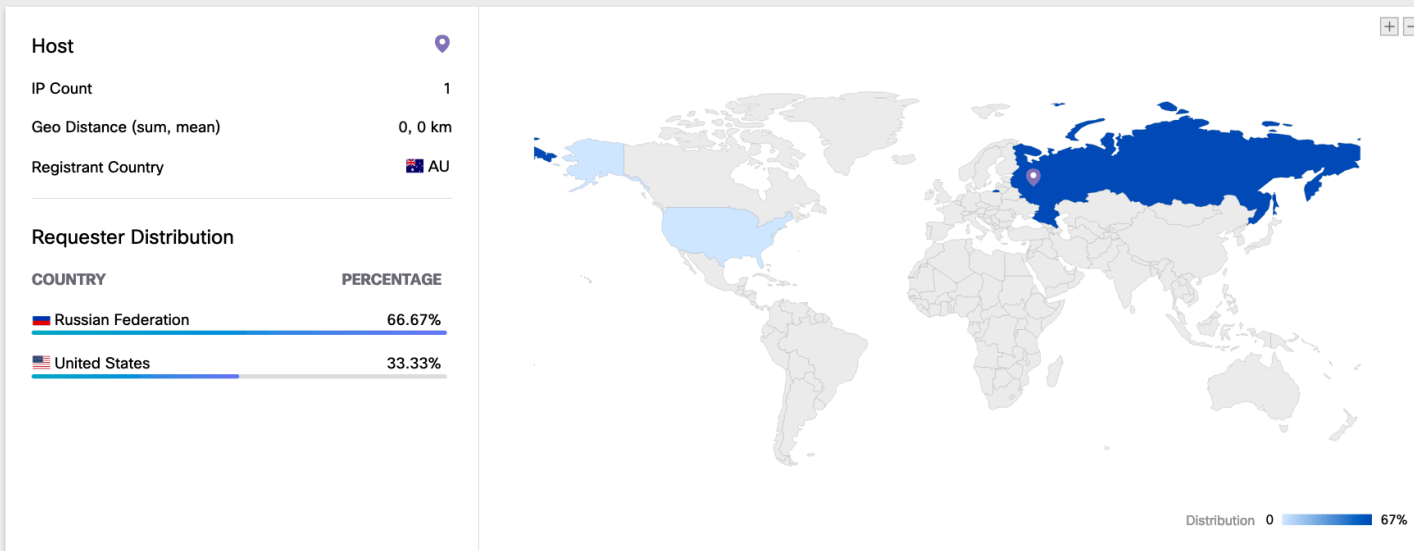 Host
IP Count 1
Geo Distance (sum, mean) 0, 0 km
Registrant Country AU
Requester Distribution
COUNTRY PERCENTAGE
Russian Federation 66.67%
United States 33.33%
Distribution 0 67%